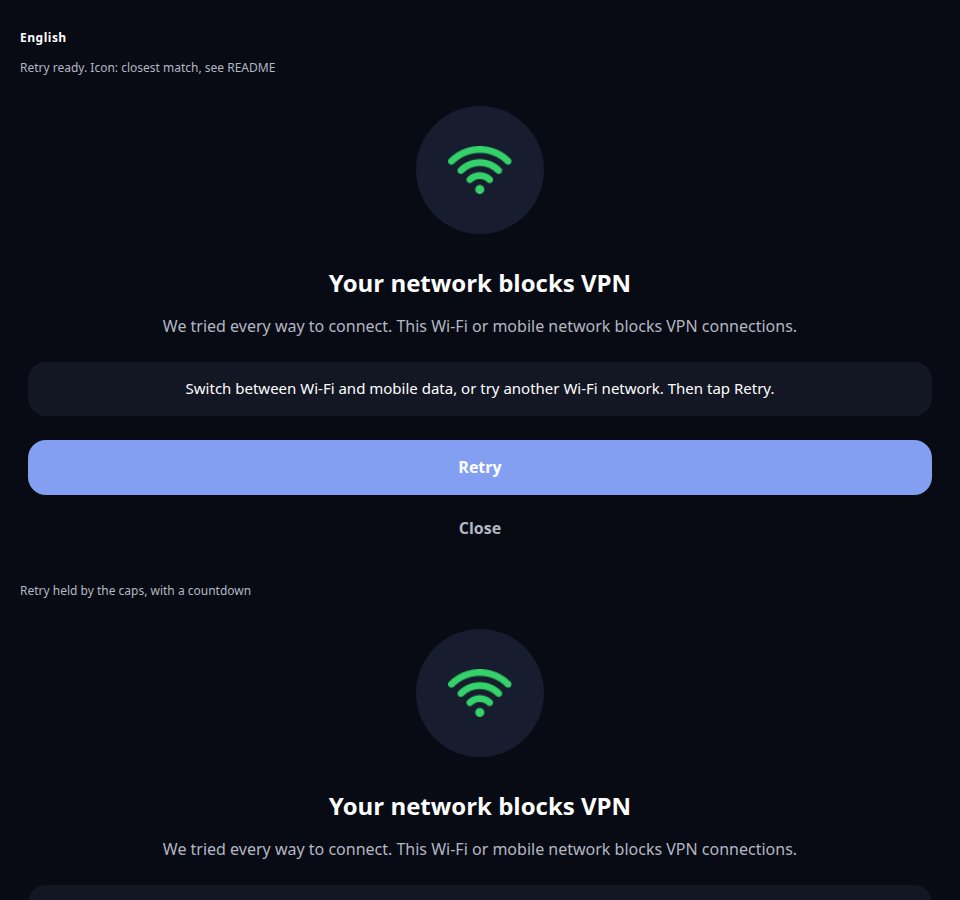 English
Retry ready. Icon: closest match, see README
Your network blocks VPN
We tried every way to connect. This Wi-Fi or mobile network blocks VPN connections.
Switch between Wi-Fi and mobile data, or try another Wi-Fi network. Then tap Retry.
Retry
Close
Retry held by the caps, with a countdown
Your network blocks VPN
We tried every way to connect. This Wi-Fi or mobile network blocks VPN connections.